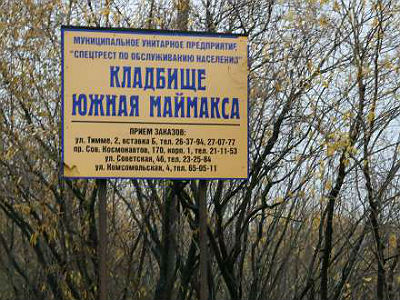 МУНИЦИПАЛЬНОЕ УНИТАРНОЕ ПРЕДПРИЯТИЕ
"СПЕЦТРЕСТ ПО ОБСЛУЖИВАНИЮ НАСЕЛЕНИЯ"
КЛАДБИЩЕ
ЮЖНАЯ МАЙМАКСА
ПРИЕМ ЗАКАЗОВ:
ул. Тимме, 2, вставка Б, тел. 26-37-94, 27-07-77
пр. Сов. Космонавтов, 170, корп. 1, тел. 21-11-53
ул. Советская, 46, тел. 23-25-84
ул. Комсомольская, 4, тел. 65-05-11